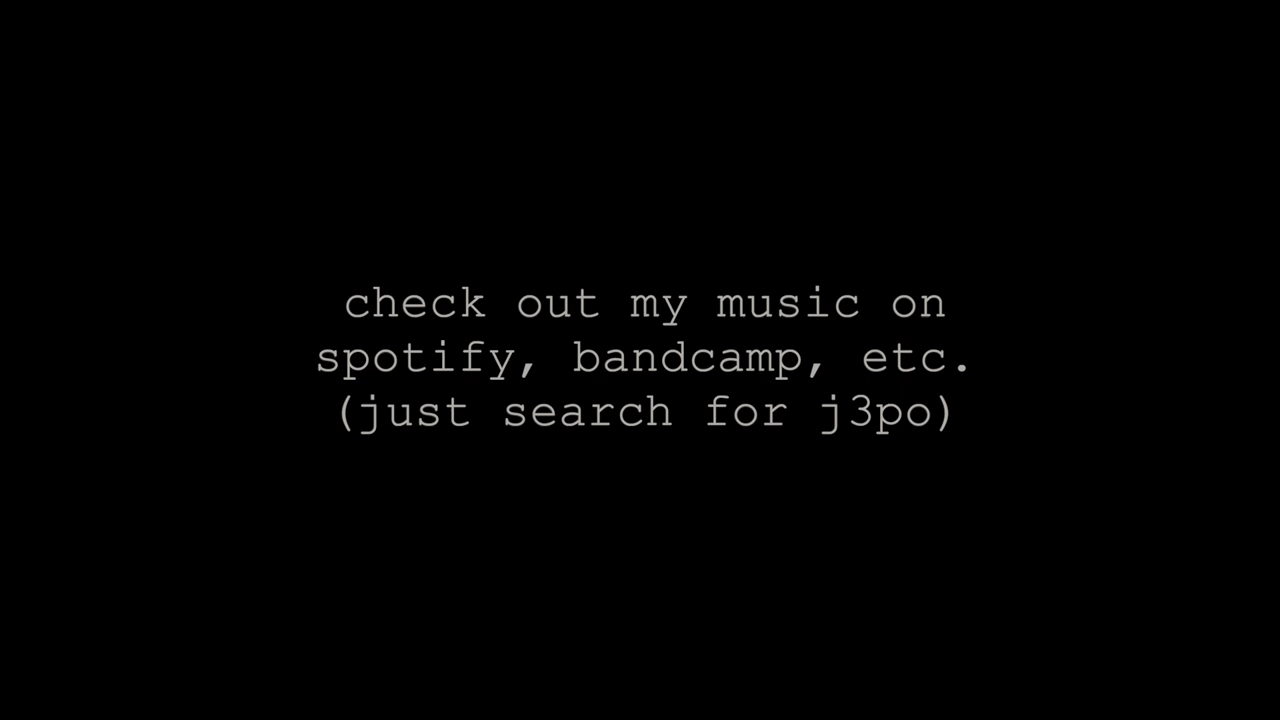 check out my music on
spotify, bandcamp, etc.
(just search for j3po)